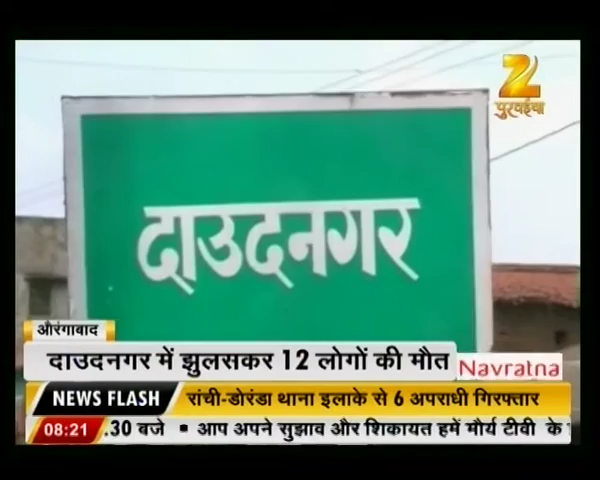 Z
पुरवइया
दाउदनगर
औरंगाबाद
दाउदनगर में झुलसकर 12 लोगों की मौत
Navratna
NEWS FLASH
रांची-डोरंडा थाना इलाके से 6 अपराधी गिरफ्तार
08:21
.30 बजे ▪ आप अपने सुझाव और शिकायत हमें मौर्य टीवी के